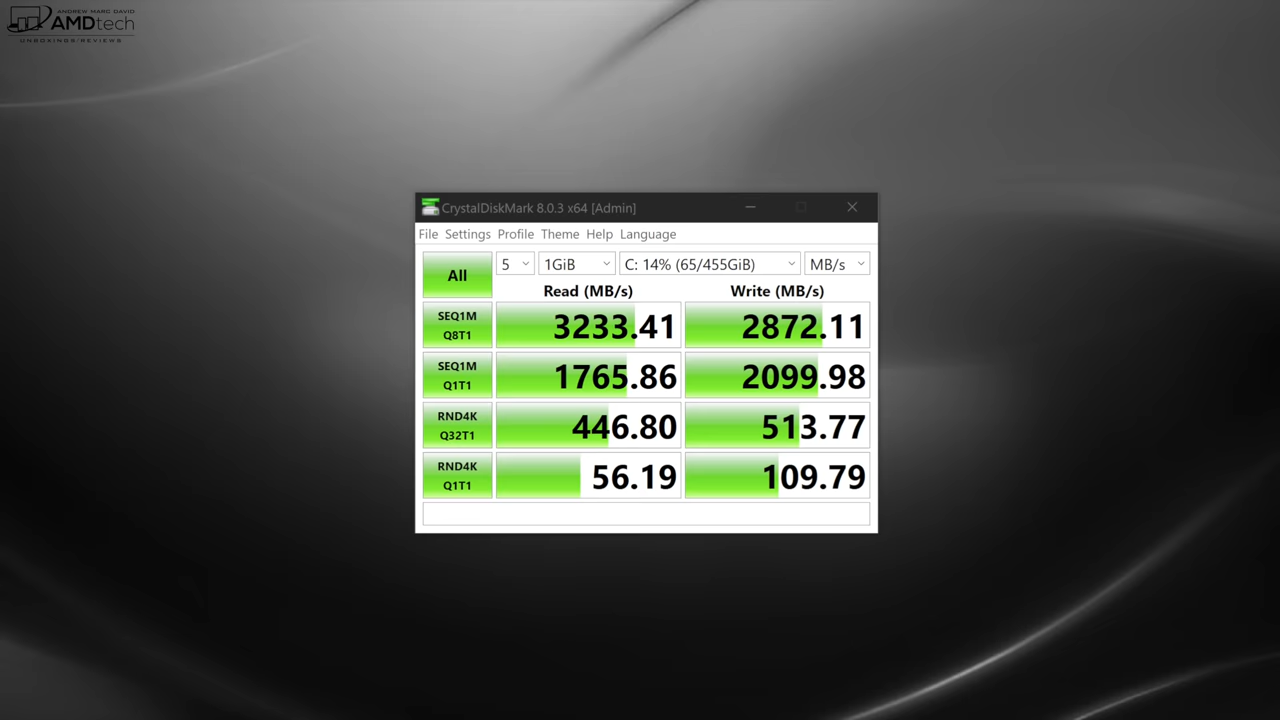 ANDREW MARC DAVID
AMDtech
UNBOXINGS/REVIEWS
CrystalDiskMark 8.0.3 x64 [Admin]
File Settings Profile Theme Help Language
All
5 1GiB C: 14% (65/455GiB) MB/s
Read (MB/s) Write (MB/s)
SEQ1M
Q8T1
3233.41 2872.11
SEQ1M
Q1T1
1765.86 2099.98
RND4K
Q32T1
446.80 513.77
RND4K
Q1T1
56.19 109.79